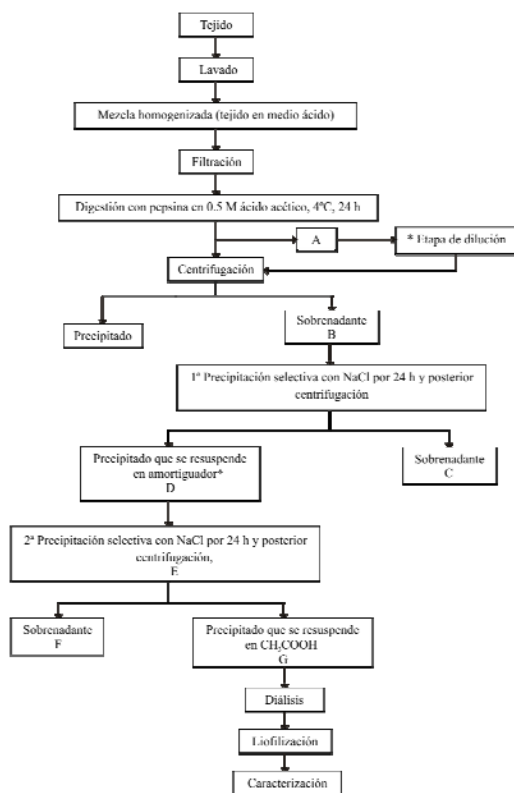 Tejido
Lavado
Mezcla homogenizada (tejido en medio ácido)
Filtración
Digestión con pepsina en 0.5 M ácido acético, 4ºC, 24 h
A
* Etapa de dilución
Centrifugación
Precipitado
Sobrenadante
B
1ª Precipitación selectiva con NaCl por 24 h y posterior
centrifugación
Precipitado que se resuspende
en amortiguador*
D
Sobrenadante
C
2ª Precipitación selectiva con NaCl por 24 h y posterior
centrifugación,
E
Sobrenadante
F
Precipitado que se resuspende
en CH₃COOH
G
Diálisis
Liofilización
Caracterización